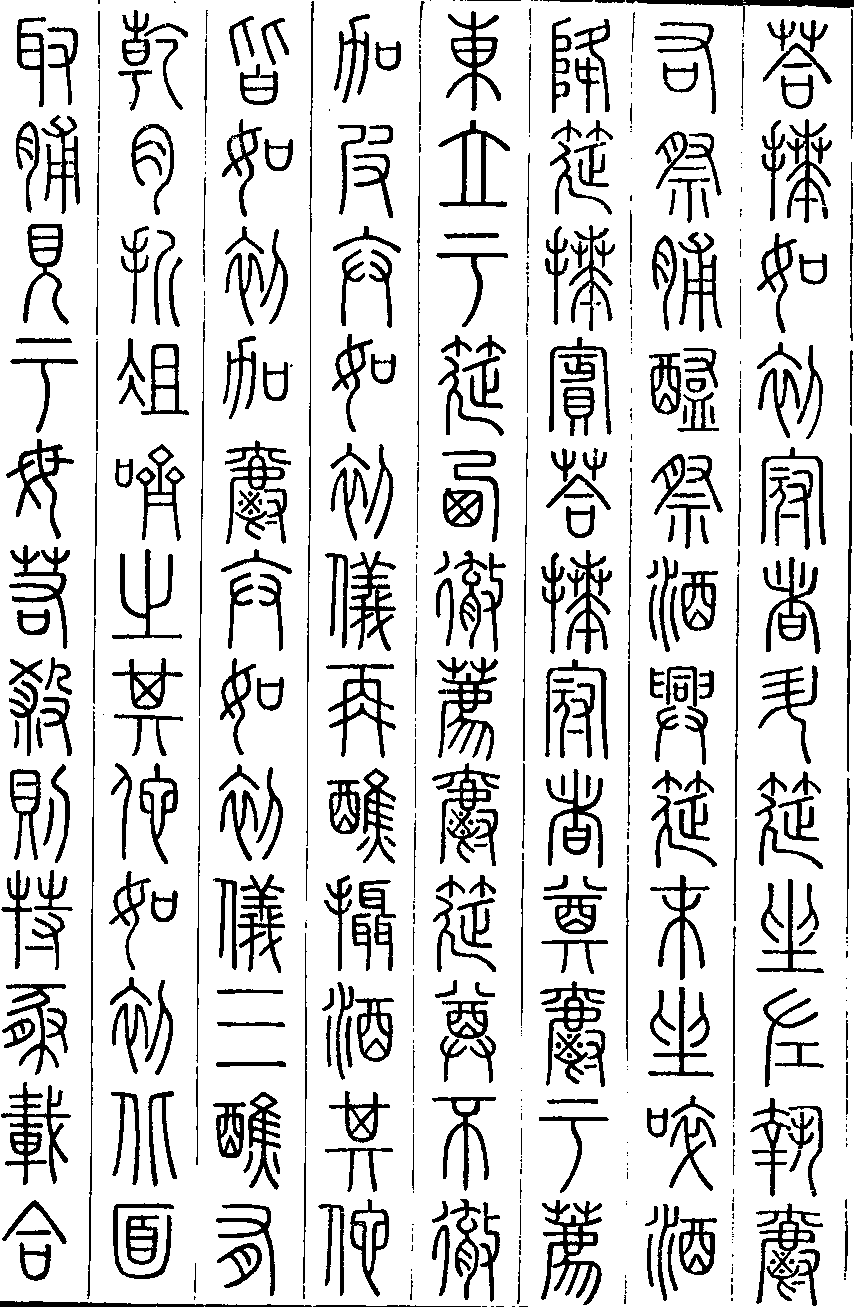 荅拜如初冠者升筵坐左執爵
右祭脯醢祭酒興筵末坐啐酒
降筵拜賓荅拜冠者奠爵于薦
東立于筵西徹薦爵筵尊不徹
加皮弁如初儀再醮攝酒其他
皆如初加爵弁如初儀三醮有
乾肉折俎嚌之其他如初北面
取脯見于母若殺則特豚載合